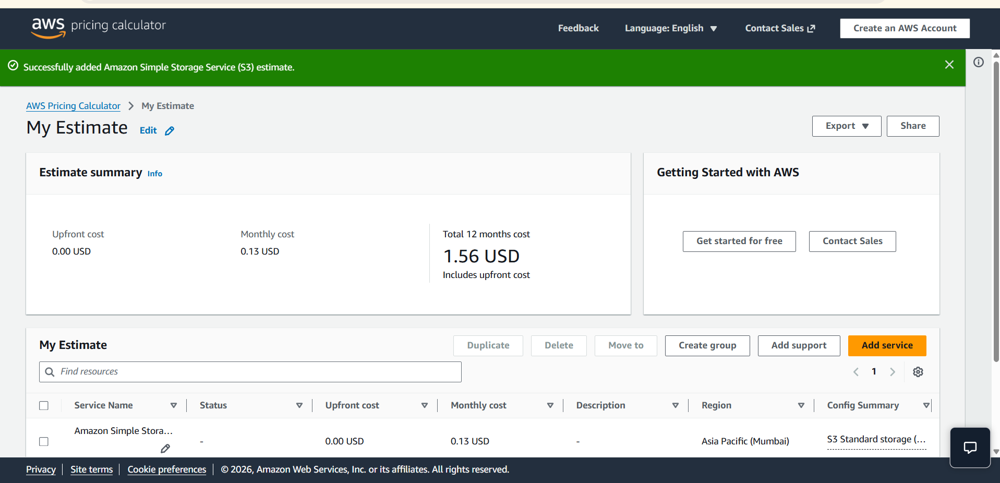 aws pricing calculator
Feedback
Language: English
Contact Sales
Create an AWS Account
Successfully added Amazon Simple Storage Service (S3) estimate.
AWS Pricing Calculator
My Estimate
My Estimate
Edit
Export
Share
Estimate summary
Info
Upfront cost
0.00 USD
Monthly cost
0.13 USD
Total 12 months cost
1.56 USD
Includes upfront cost
Getting Started with AWS
Get started for free
Contact Sales
My Estimate
Duplicate
Delete
Move to
Create group
Add support
Add service
Find resources
1
Service Name
Status
Upfront cost
Monthly cost
Description
Region
Config Summary
Amazon Simple Stora...
-
0.00 USD
0.13 USD
-
Asia Pacific (Mumbai)
S3 Standard storage (...
Privacy
Site terms
Cookie preferences
© 2026, Amazon Web Services, Inc. or its affiliates. All rights reserved.